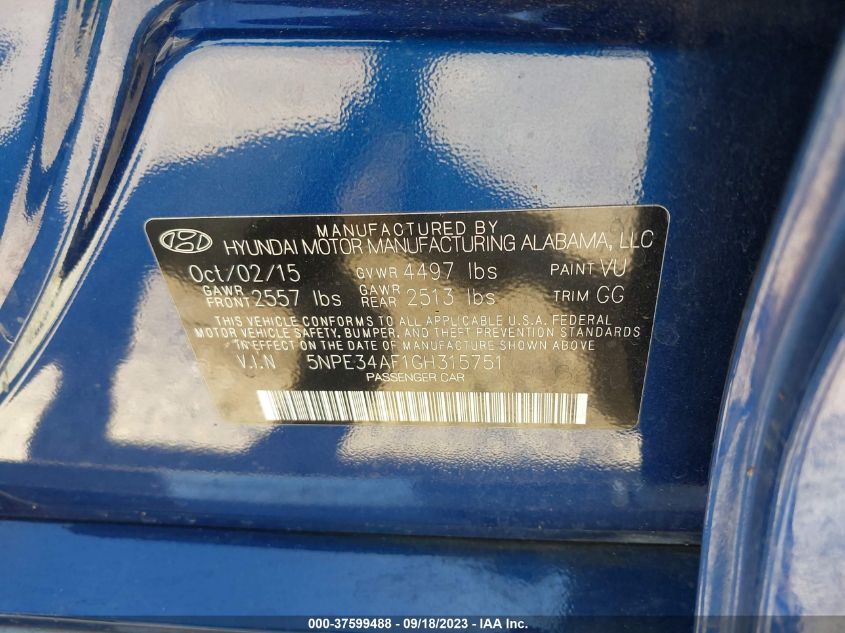 MANUFACTURED BY
HYUNDAI MOTOR MANUFACTURING ALABAMA, LLC
Oct/02/15 GVWR 4497 lbs PAINT VU
GAWR FRONT 2557 lbs GAWR REAR 2513 lbs TRIM GG
THIS VEHICLE CONFORMS TO ALL APPLICABLE U.S.A. FEDERAL
MOTOR VEHICLE SAFETY, BUMPER, AND THEFT PREVENTION STANDARDS
IN EFFECT ON THE DATE OF MANUFACTURE SHOWN ABOVE.
V.I.N 5NPE34AF1GH315751
PASSENGER CAR
000-37599488 - 09/18/2023 - IAA Inc.